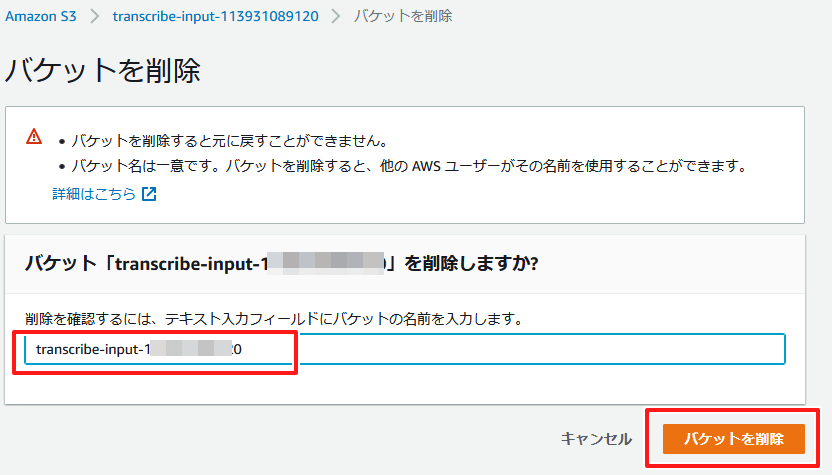 Amazon S3 > transcribe-input-113931089120 > バケットを削除
バケットを削除
• バケットを削除すると元に戻すことができません。
• バケット名は一意です。バケットを削除すると、他の AWS ユーザーがその名前を使用することができます。
詳細はこちら
バケット「transcribe-input-1 0」を削除しますか?
削除を確認するには、テキスト入力フィールドにバケットの名前を入力します。
transcribe-input-1 20
キャンセル バケットを削除